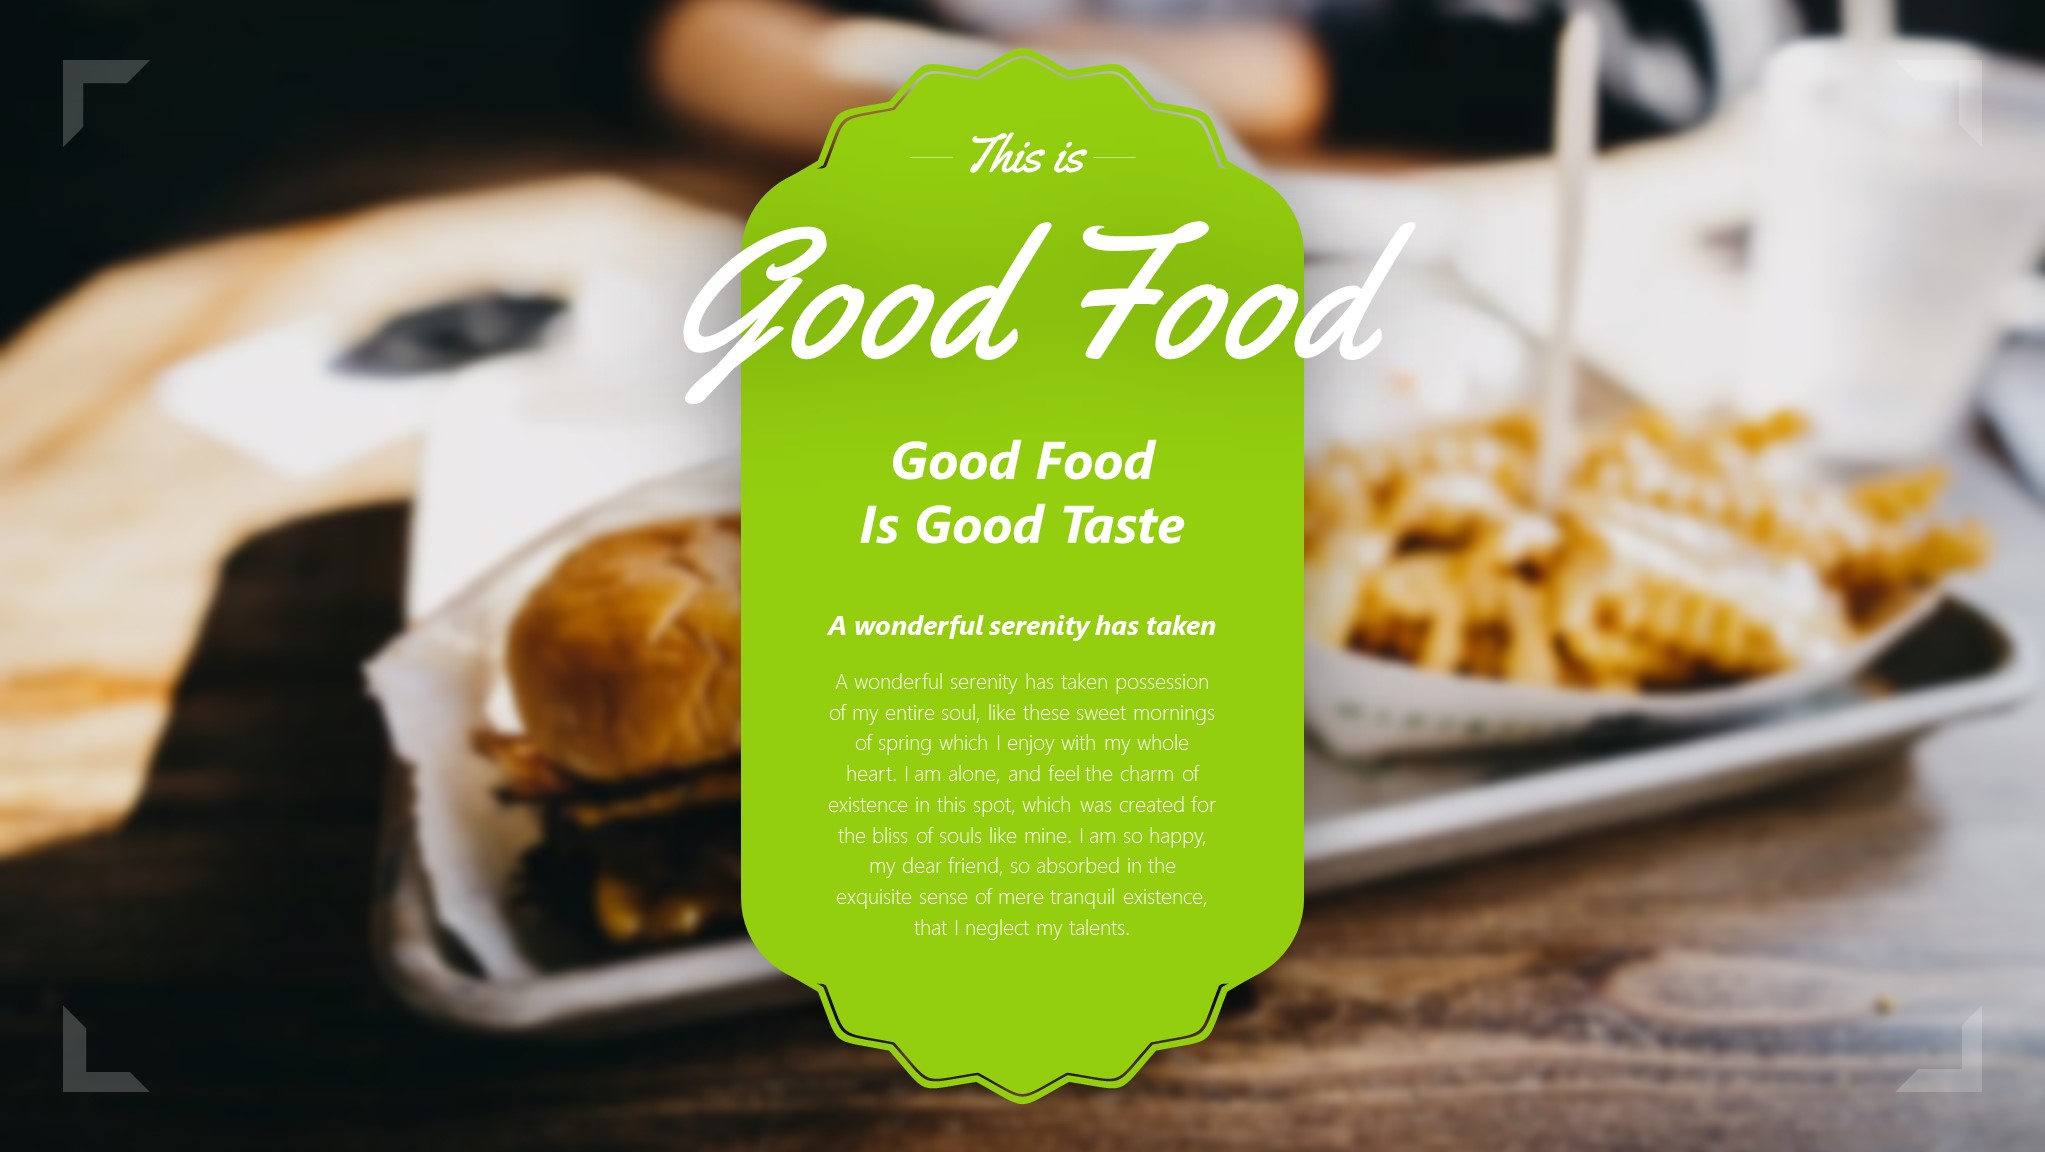 This is
Good Food
Good Food
Is Good Taste
A wonderful serenity has taken
A wonderful serenity has taken possession
of my entire soul, like these sweet mornings
of spring which I enjoy with my whole
heart. I am alone, and feel the charm of
existence in this spot, which was created for
the bliss of souls like mine. I am so happy,
my dear friend, so absorbed in the
exquisite sense of mere tranquil existence,
that I neglect my talents.